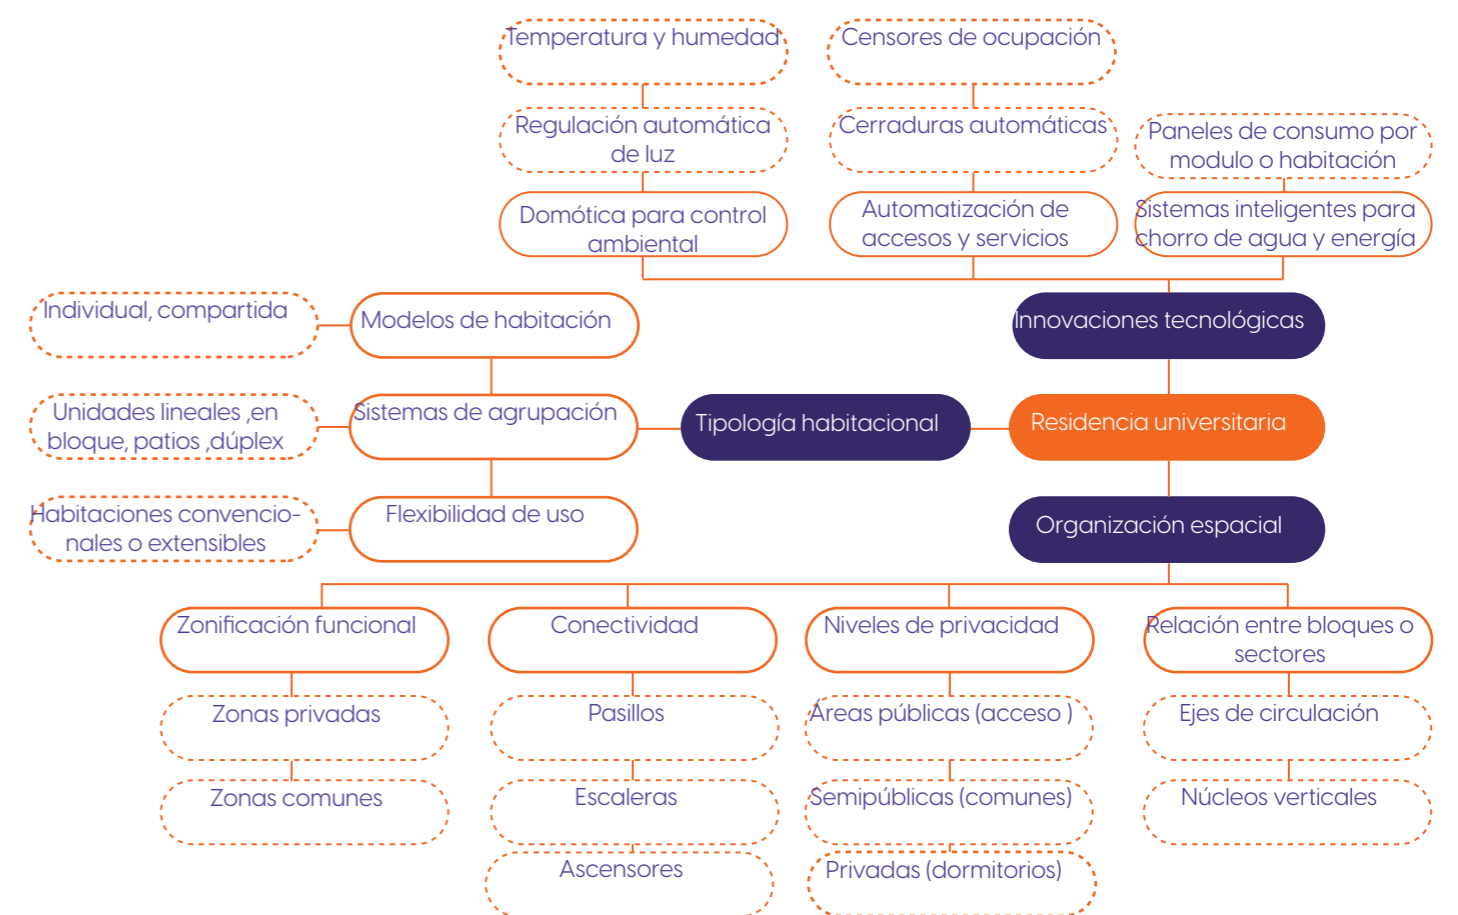 Temperatura y humedad
Censores de ocupación
Regulación automática
de luz
Cerraduras automáticas
Paneles de consumo por
modulo o habitación
Domótica para control
ambiental
Automatización de
accesos y servicios
Sistemas inteligentes para
chorro de agua y energía
Individual, compartida
Modelos de habitación
Innovaciones tecnológicas
Unidades lineales ,en
bloque, patios ,dúplex
Sistemas de agrupación
Tipología habitacional
Residencia universitaria
Habitaciones convencio-
nales o extensibles
Flexibilidad de uso
Organización espacial
Zonificación funcional
Conectividad
Niveles de privacidad
Relación entre bloques o
sectores
Zonas privadas
Pasillos
Áreas públicas (acceso )
Ejes de circulación
Zonas comunes
Escaleras
Semipúblicas (comunes)
Núcleos verticales
Ascensores
Privadas (dormitorios)